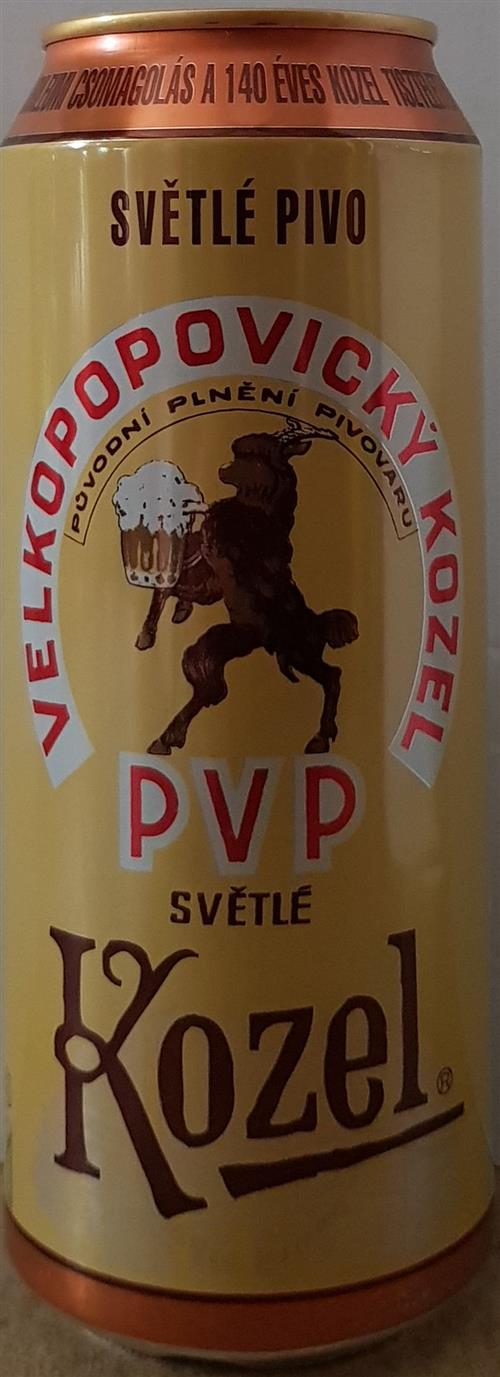 CSOMAGOLÁS A 140 ÉVES KOZEL
SVĚTLÉ PIVO
VELKOPOPOVICKÝ KOZEL
PŮVODNÍ PLNĚNÍ PIVOVARU
PVP
SVĚTLÉ
Kozel®